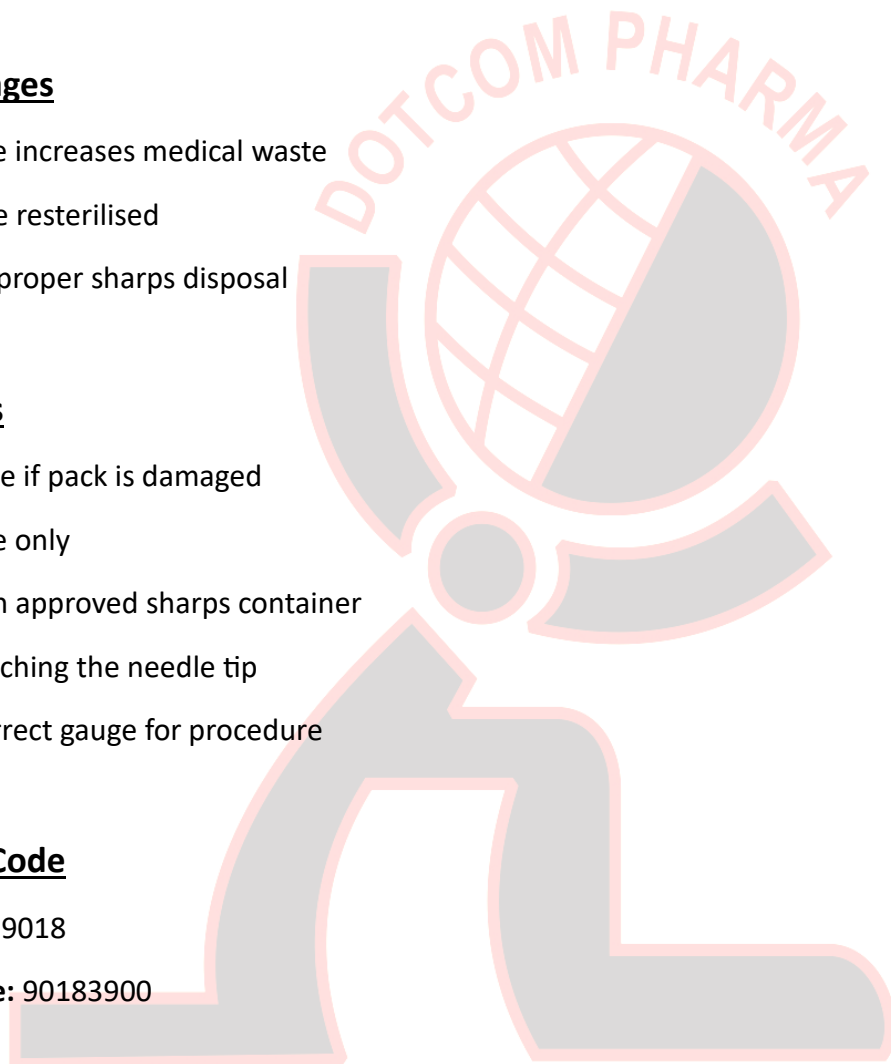 DOTCOM PHARMA
ges
e increases medical waste
e resterilised
proper sharps disposal
s
e if pack is damaged
e only
n approved sharps container
ching the needle tip
rrect gauge for procedure
Code
9018
e: 90183900